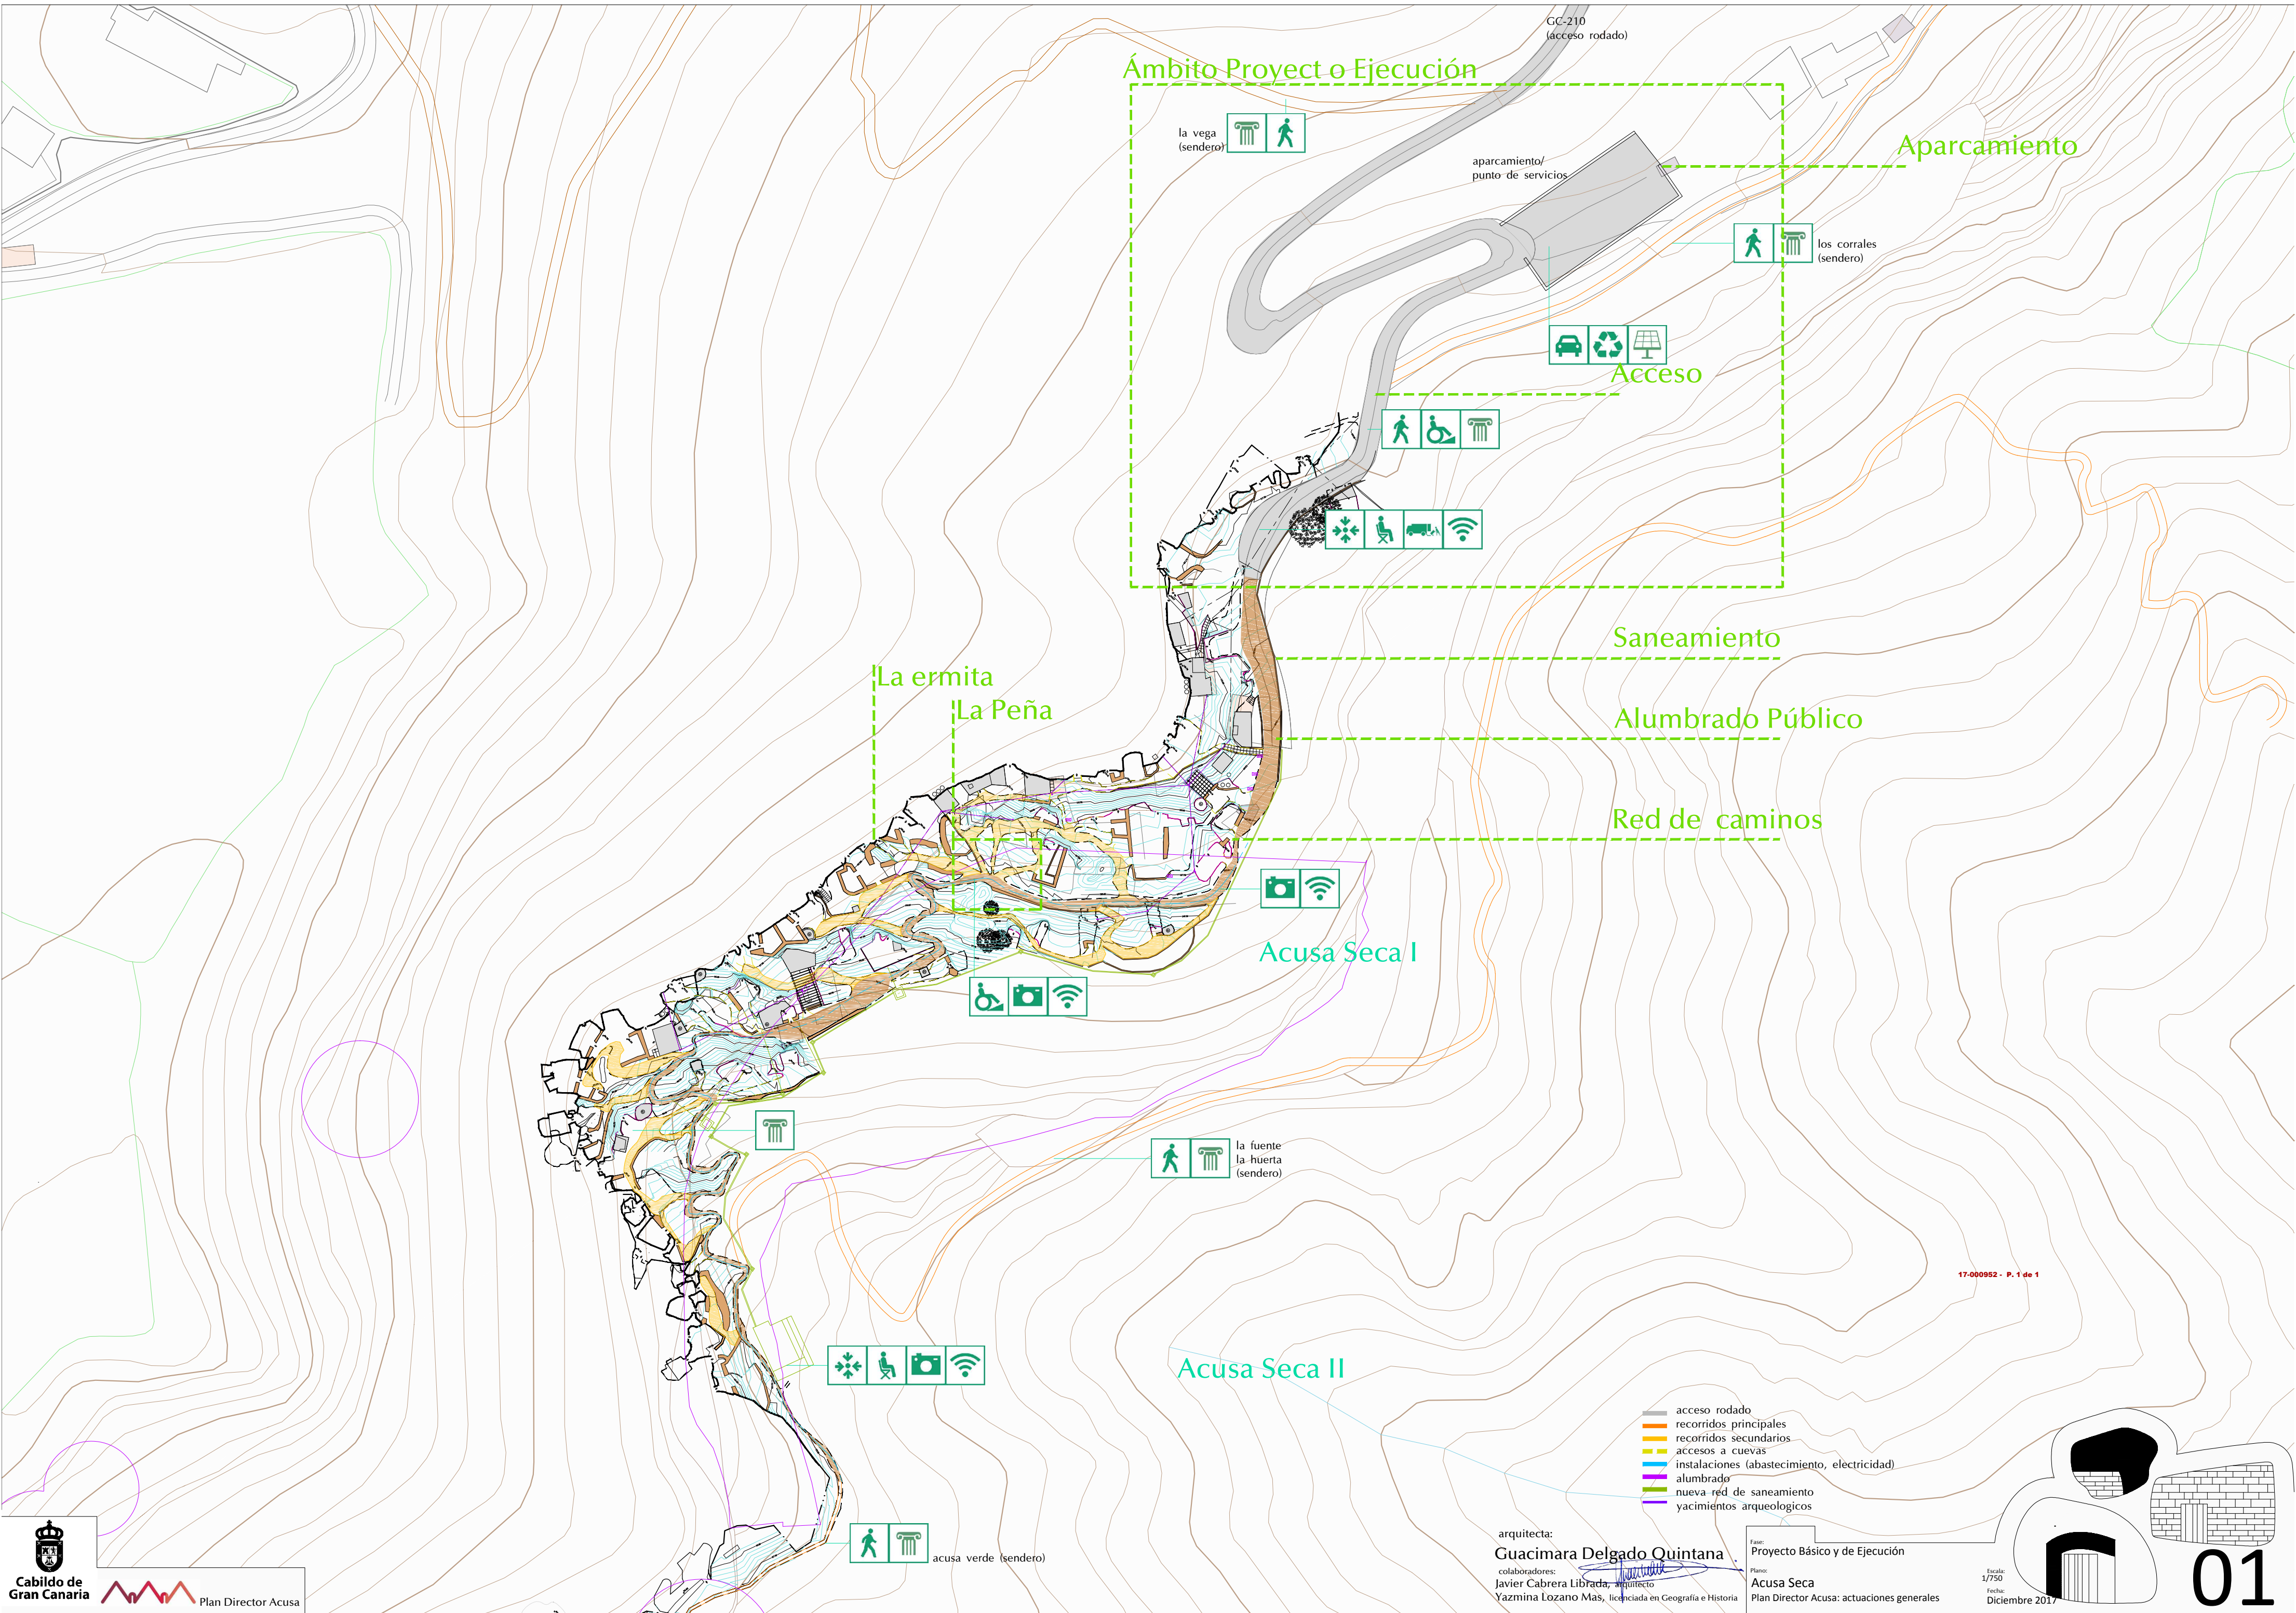 GC-210
(acceso rodado)
Ámbito Proyect o Ejecución
la vega
(sendero)
aparcamiento/
punto de servicios
Aparcamiento
los corrales
(sendero)
Acceso
Saneamiento
La ermita
La Peña
Alumbrado Público
Red de caminos
Acusa Seca I
la fuente
la huerta
(sendero)
17-000952 - P. 1 de 1
Acusa Seca II
acceso rodado
recorridos principales
recorridos secundarios
accesos a cuevas
instalaciones (abastecimiento, electricidad)
alumbrado
nueva red de saneamiento
yacimientos arqueologicos
acusa verde (sendero)
Cabildo de
Gran Canaria
Plan Director Acusa
arquitecta:
Guacimara Delgado Quintana
colaboradores:
Javier Cabrera Librada, arquitecto
Yazmina Lozano Mas, licenciada en Geografía e Historia
Fase:
Proyecto Básico y de Ejecución
Plano:
Acusa Seca
Plan Director Acusa: actuaciones generales
Escala:
1/750
Fecha:
Diciembre 2017
01